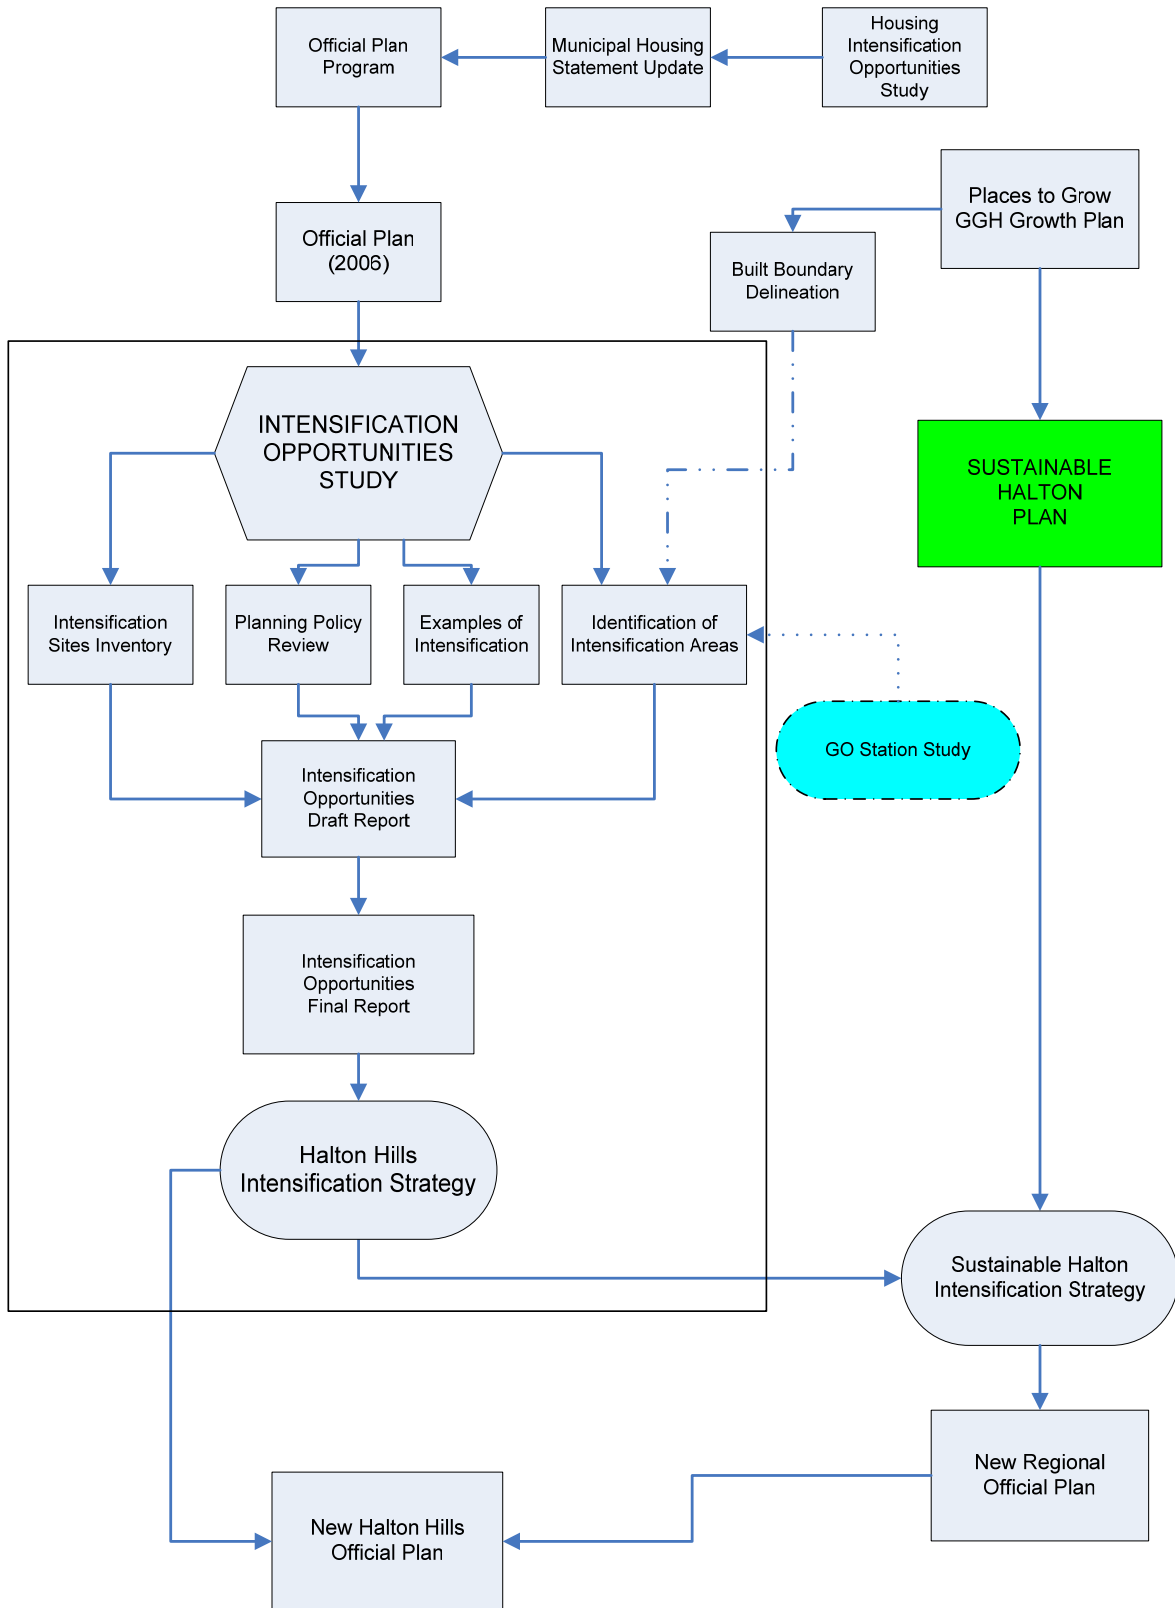 Official Plan
Program
Municipal Housing
Statement Update
Housing
Intensification
Opportunities
Study
Places to Grow
GGH Growth Plan
Official Plan
(2006)
Built Boundary
Delineation
INTENSIFICATION
OPPORTUNITIES
STUDY
SUSTAINABLE
HALTON
PLAN
Intensification
Sites Inventory
Planning Policy
Review
Examples of
Intensification
Identification of
Intensification Areas
GO Station Study
Intensification
Opportunities
Draft Report
Intensification
Opportunities
Final Report
Halton Hills
Intensification Strategy
Sustainable Halton
Intensification Strategy
New Regional
Official Plan
New Halton Hills
Official Plan